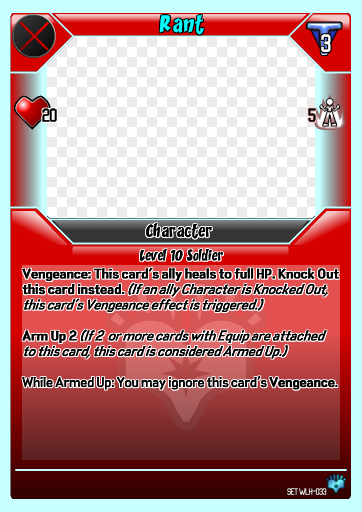 Rant
3
20
5
Character
Level 10 Soldier
Vengeance: This card's ally heals to full HP. Knock Out
this card instead. (If an ally Character is Knocked Out,
this card's Vengeance effect is triggered.)
Arm Up 2 (If 2 or more cards with Equip are attached
to this card, this card is considered Armed Up.)
While Armed Up: You may ignore this card's Vengeance.
SET WLH-033